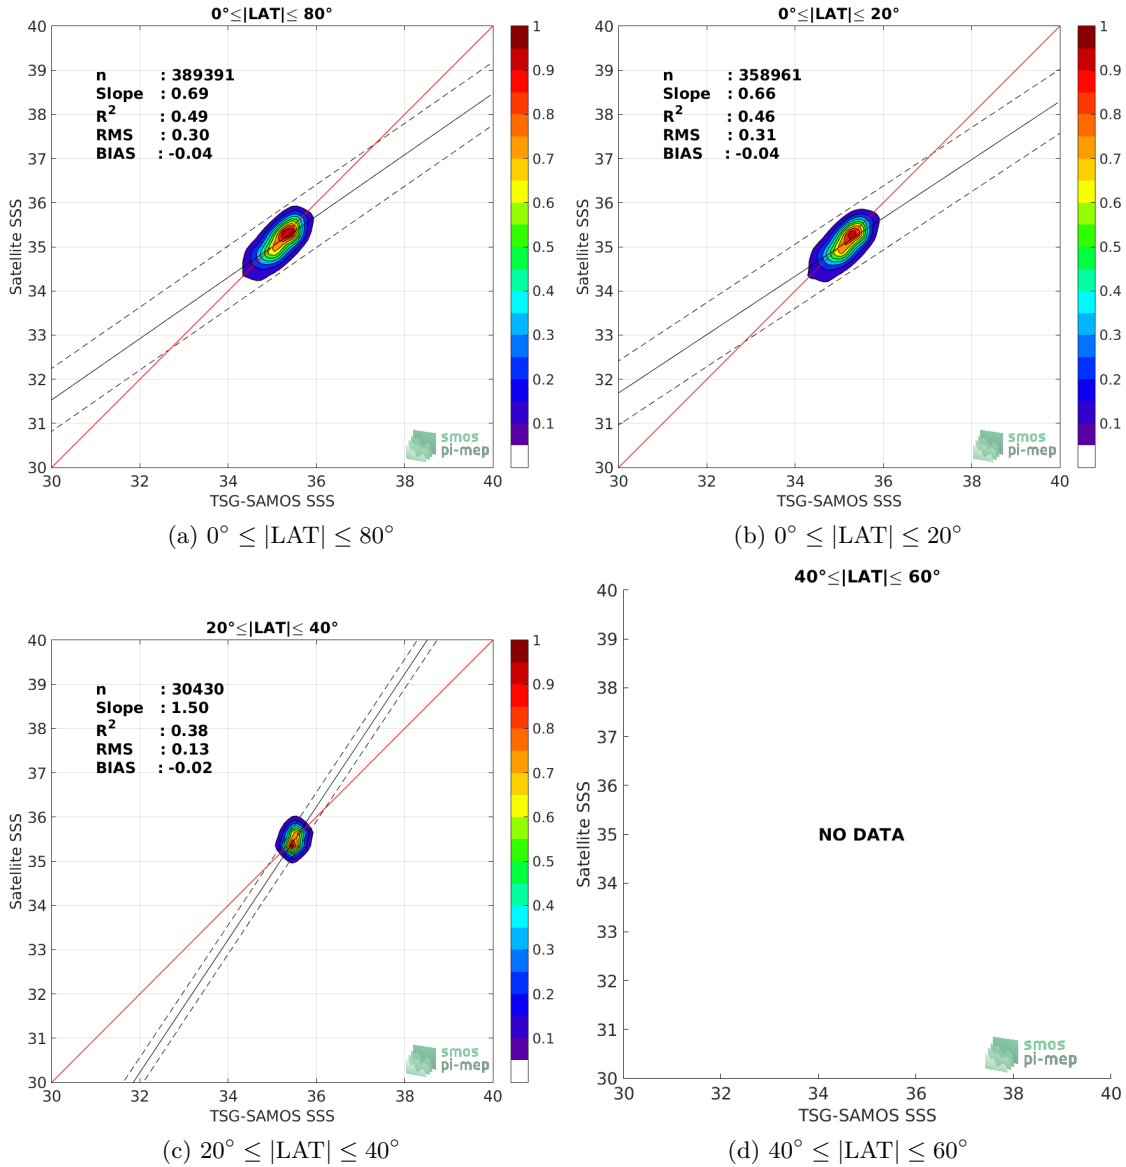 0°≤|LAT|≤ 80°
n : 389391
Slope : 0.69
R² : 0.49
RMS : 0.30
BIAS : -0.04
40
39
38
37
36
35
34
33
32
31
30
Satellite SSS
30 32 34 36 38 40
TSG-SAMOS SSS
1
0.9
0.8
0.7
0.6
0.5
0.4
0.3
0.2
0.1
smos
pi-mep
(a) 0° ≤ |LAT| ≤ 80°
0°≤|LAT|≤ 20°
n : 358961
Slope : 0.66
R² : 0.46
RMS : 0.31
BIAS : -0.04
40
39
38
37
36
35
34
33
32
31
30
Satellite SSS
30 32 34 36 38 40
TSG-SAMOS SSS
1
0.9
0.8
0.7
0.6
0.5
0.4
0.3
0.2
0.1
smos
pi-mep
(b) 0° ≤ |LAT| ≤ 20°
20°≤|LAT|≤ 40°
n : 30430
Slope : 1.50
R² : 0.38
RMS : 0.13
BIAS : -0.02
40
39
38
37
36
35
34
33
32
31
30
Satellite SSS
30 32 34 36 38 40
TSG-SAMOS SSS
1
0.9
0.8
0.7
0.6
0.5
0.4
0.3
0.2
0.1
smos
pi-mep
(c) 20° ≤ |LAT| ≤ 40°
40°≤|LAT|≤ 60°
40
39
38
37
36
35
34
33
32
31
30
Satellite SSS
NO DATA
30 32 34 36 38 40
TSG-SAMOS SSS
smos
pi-mep
(d) 40° ≤ |LAT| ≤ 60°